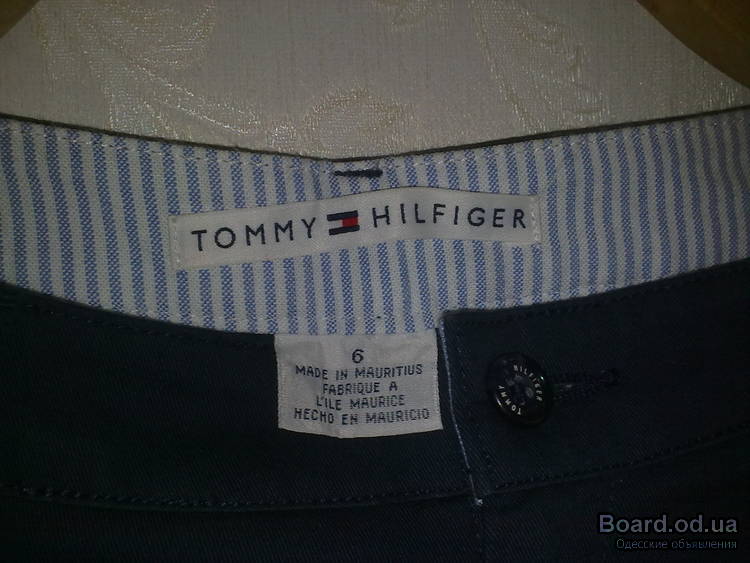 TOMMY HILFIGER
6
MADE IN MAURITIUS
FABRIQUE A
L'ILE MAURICE
HECHO EN MAURICIO
HILFIGER
TOMMY
Board.od.ua
Одесские объявления